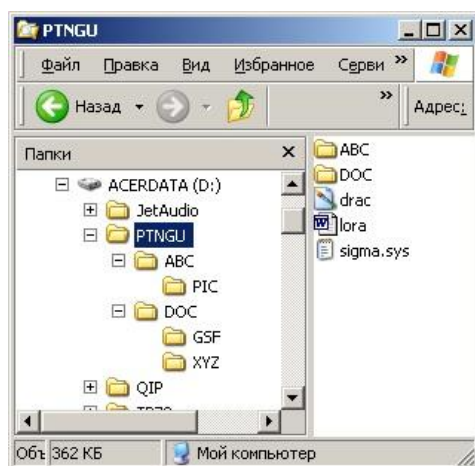 PTNGU
Файл Правка Вид Избранное Серви »
Назад » Адрес:
Папки
ACERDATA (D:)
JetAudio
PTNGU
ABC
PIC
DOC
GSF
XYZ
QIP
ABC
DOC
drac
lora
sigma.sys
Объ 362 КБ Мой компьютер